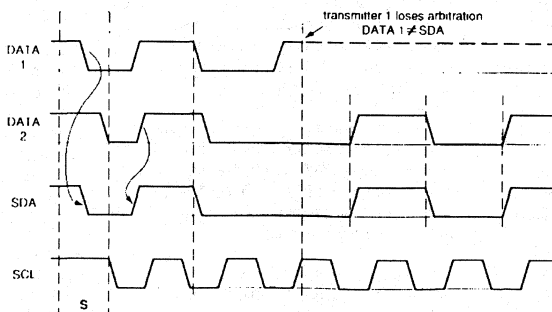 transmitter 1 loses arbitration
DATA 1 ≠ SDA
DATA
1
DATA
2
SDA
SCL
S